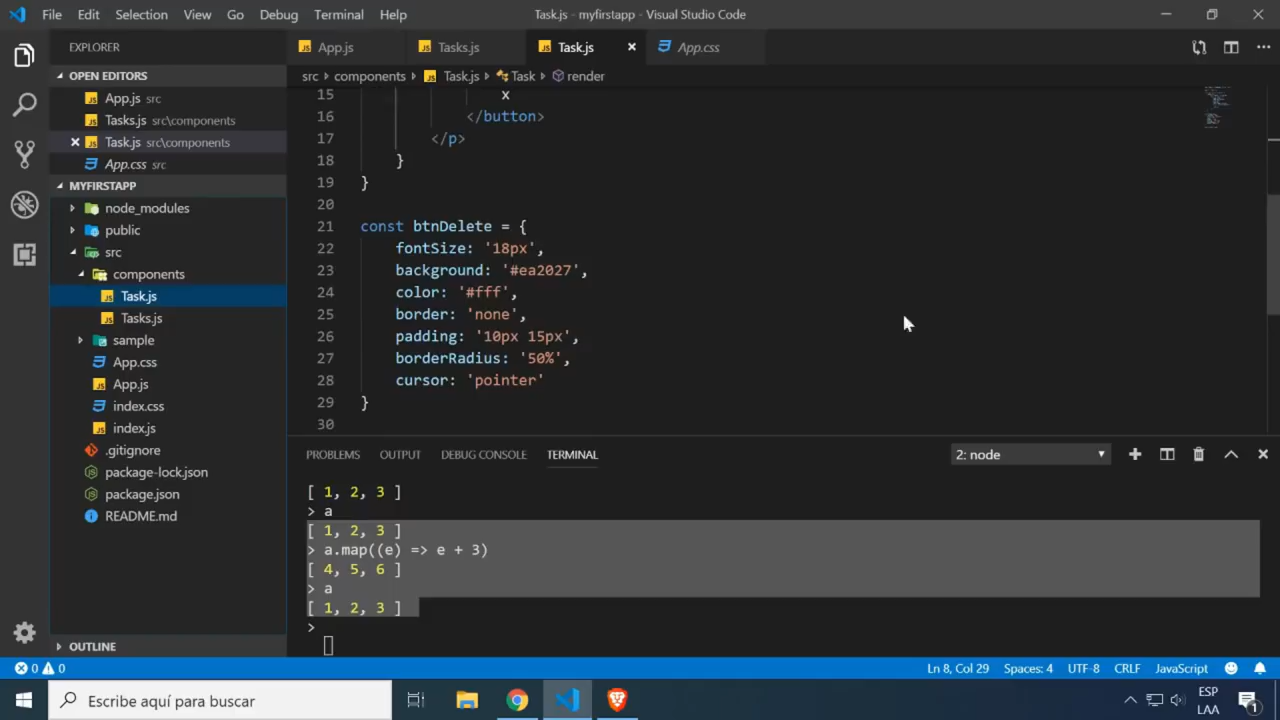 File Edit Selection View Go Debug Terminal Help
Task.js - myfirstapp - Visual Studio Code
EXPLORER
OPEN EDITORS
App.js src
Tasks.js src\components
Task.js src\components
App.css src
MYFIRSTAPP
node_modules
public
src
components
Task.js
Tasks.js
sample
App.css
App.js
index.css
index.js
.gitignore
package-lock.json
package.json
README.md
OUTLINE
App.js Tasks.js Task.js App.css
src components Task.js Task render
15 x
16 </button>
17 </p>
18 }
19 }
20
21 const btnDelete = {
22 fontSize: '18px',
23 background: '#ea2027',
24 color: '#fff',
25 border: 'none',
26 padding: '10px 15px',
27 borderRadius: '50%',
28 cursor: 'pointer'
29 }
30
PROBLEMS OUTPUT DEBUG CONSOLE TERMINAL 2: node
[ 1, 2, 3 ]
> a
[ 1, 2, 3 ]
> a.map((e) => e + 3)
[ 4, 5, 6 ]
> a
[ 1, 2, 3 ]
>
0 0
Ln 8, Col 29 Spaces: 4 UTF-8 CRLF JavaScript
Escribe aquí para buscar
ESP
LAA
1